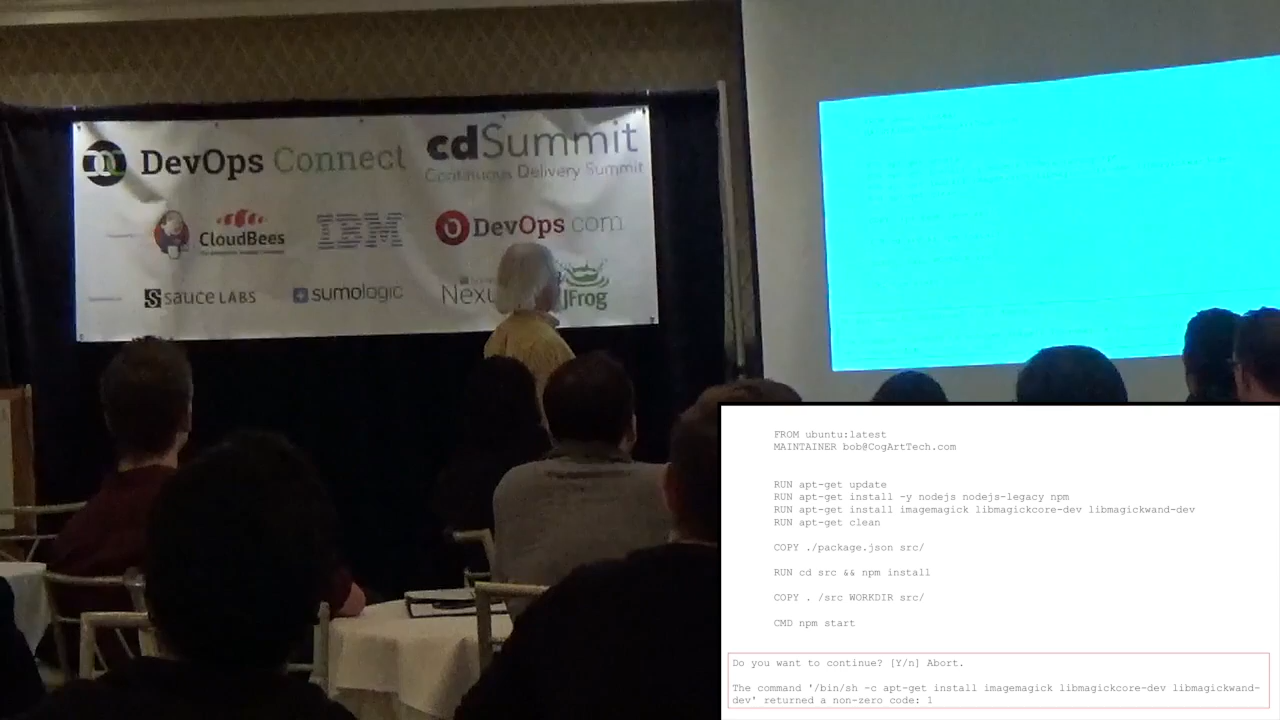 DevOps Connect
cdSummit
Continuous Delivery Summit
CloudBees
IBM
DevOps com
SAUCE LABS
sumologic
JFrog
FROM ubuntu:latest
MAINTAINER bob@CogArtTech.com
RUN apt-get update
RUN apt-get install -y nodejs nodejs-legacy npm
RUN apt-get install imagemagick libmagickcore-dev libmagickwand-dev
RUN apt-get clean
COPY ./package.json src/
RUN cd src && npm install
COPY . /src WORKDIR src/
CMD npm start
Do you want to continue? [Y/n] Abort.
The command '/bin/sh -c apt-get install imagemagick libmagickcore-dev libmagickwand-
dev' returned a non-zero code: 1